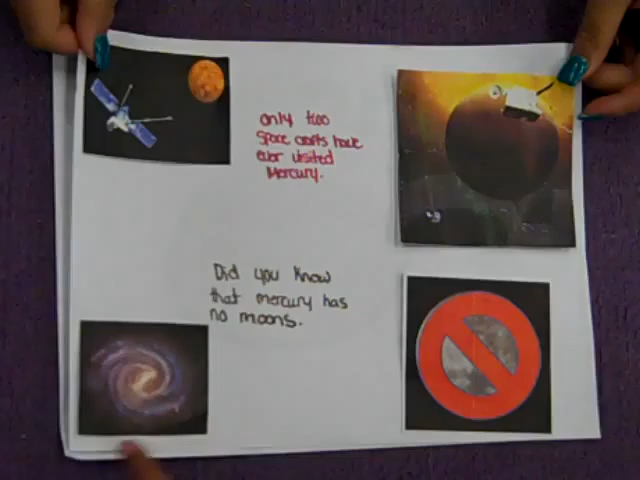 Only two
Space crafts have
ever visited
Mercury.
Did you know
that mercury has
no moons.